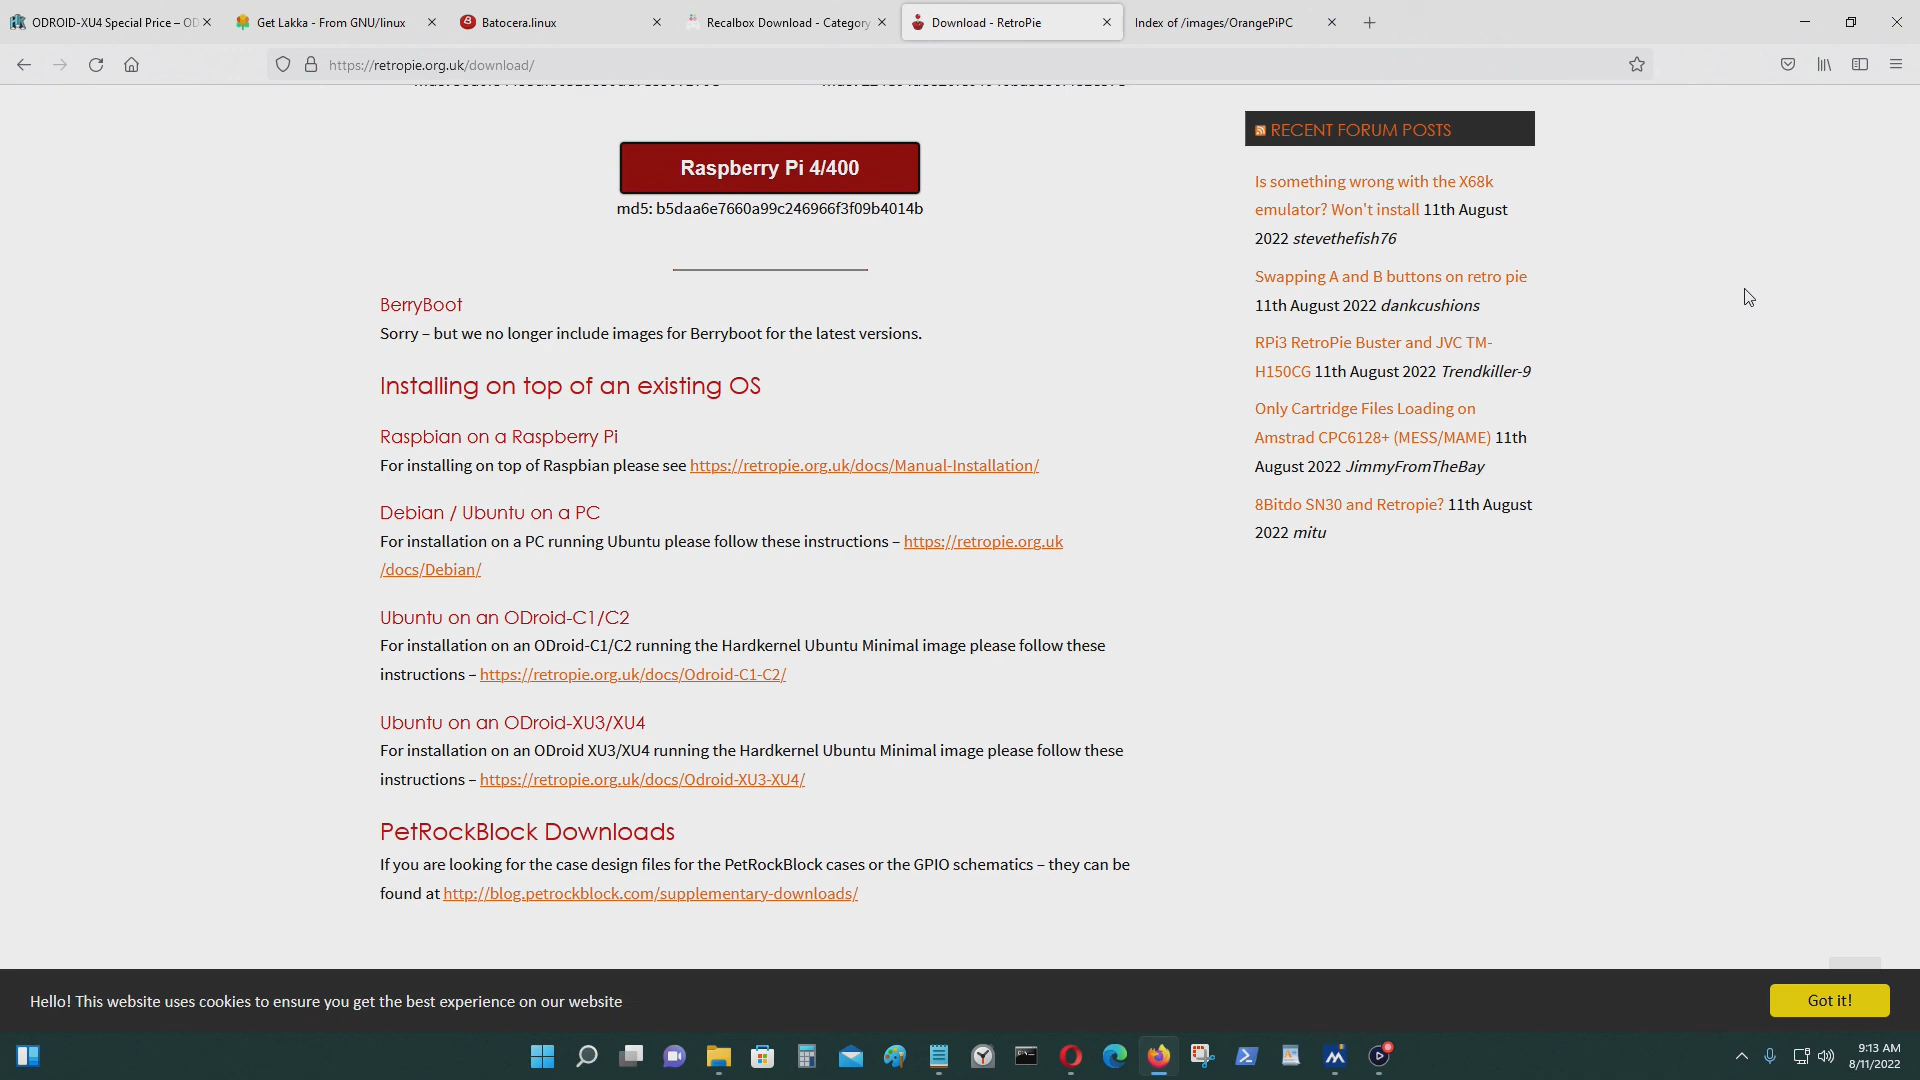 ODROID-XU4 Special Price – OD
Get Lakka - From GNU/linux
Batocera.linux
Recalbox Download - Category
Download - RetroPie
Index of /images/OrangePiPC
https://retropie.org.uk/download/
Raspberry Pi 4/400
md5: b5daa6e7660a99c246966f3f09b4014b
BerryBoot
Sorry – but we no longer include images for Berryboot for the latest versions.
Installing on top of an existing OS
Raspbian on a Raspberry Pi
For installing on top of Raspbian please see https://retropie.org.uk/docs/Manual-Installation/
Debian / Ubuntu on a PC
For installation on a PC running Ubuntu please follow these instructions – https://retropie.org.uk
/docs/Debian/
Ubuntu on an ODroid-C1/C2
For installation on an ODroid-C1/C2 running the Hardkernel Ubuntu Minimal image please follow these
instructions – https://retropie.org.uk/docs/Odroid-C1-C2/
Ubuntu on an ODroid-XU3/XU4
For installation on an ODroid XU3/XU4 running the Hardkernel Ubuntu Minimal image please follow these
instructions – https://retropie.org.uk/docs/Odroid-XU3-XU4/
PetRockBlock Downloads
If you are looking for the case design files for the PetRockBlock cases or the GPIO schematics – they can be
found at http://blog.petrockblock.com/supplementary-downloads/
RECENT FORUM POSTS
Is something wrong with the X68k
emulator? Won't install 11th August
2022 stevethefish76
Swapping A and B buttons on retro pie
11th August 2022 dankcushions
RPi3 RetroPie Buster and JVC TM-
H150CG 11th August 2022 Trendkiller-9
Only Cartridge Files Loading on
Amstrad CPC6128+ (MESS/MAME) 11th
August 2022 JimmyFromTheBay
8Bitdo SN30 and Retropie? 11th August
2022 mitu
Hello! This website uses cookies to ensure you get the best experience on our website
Got it!
9:13 AM
8/11/2022